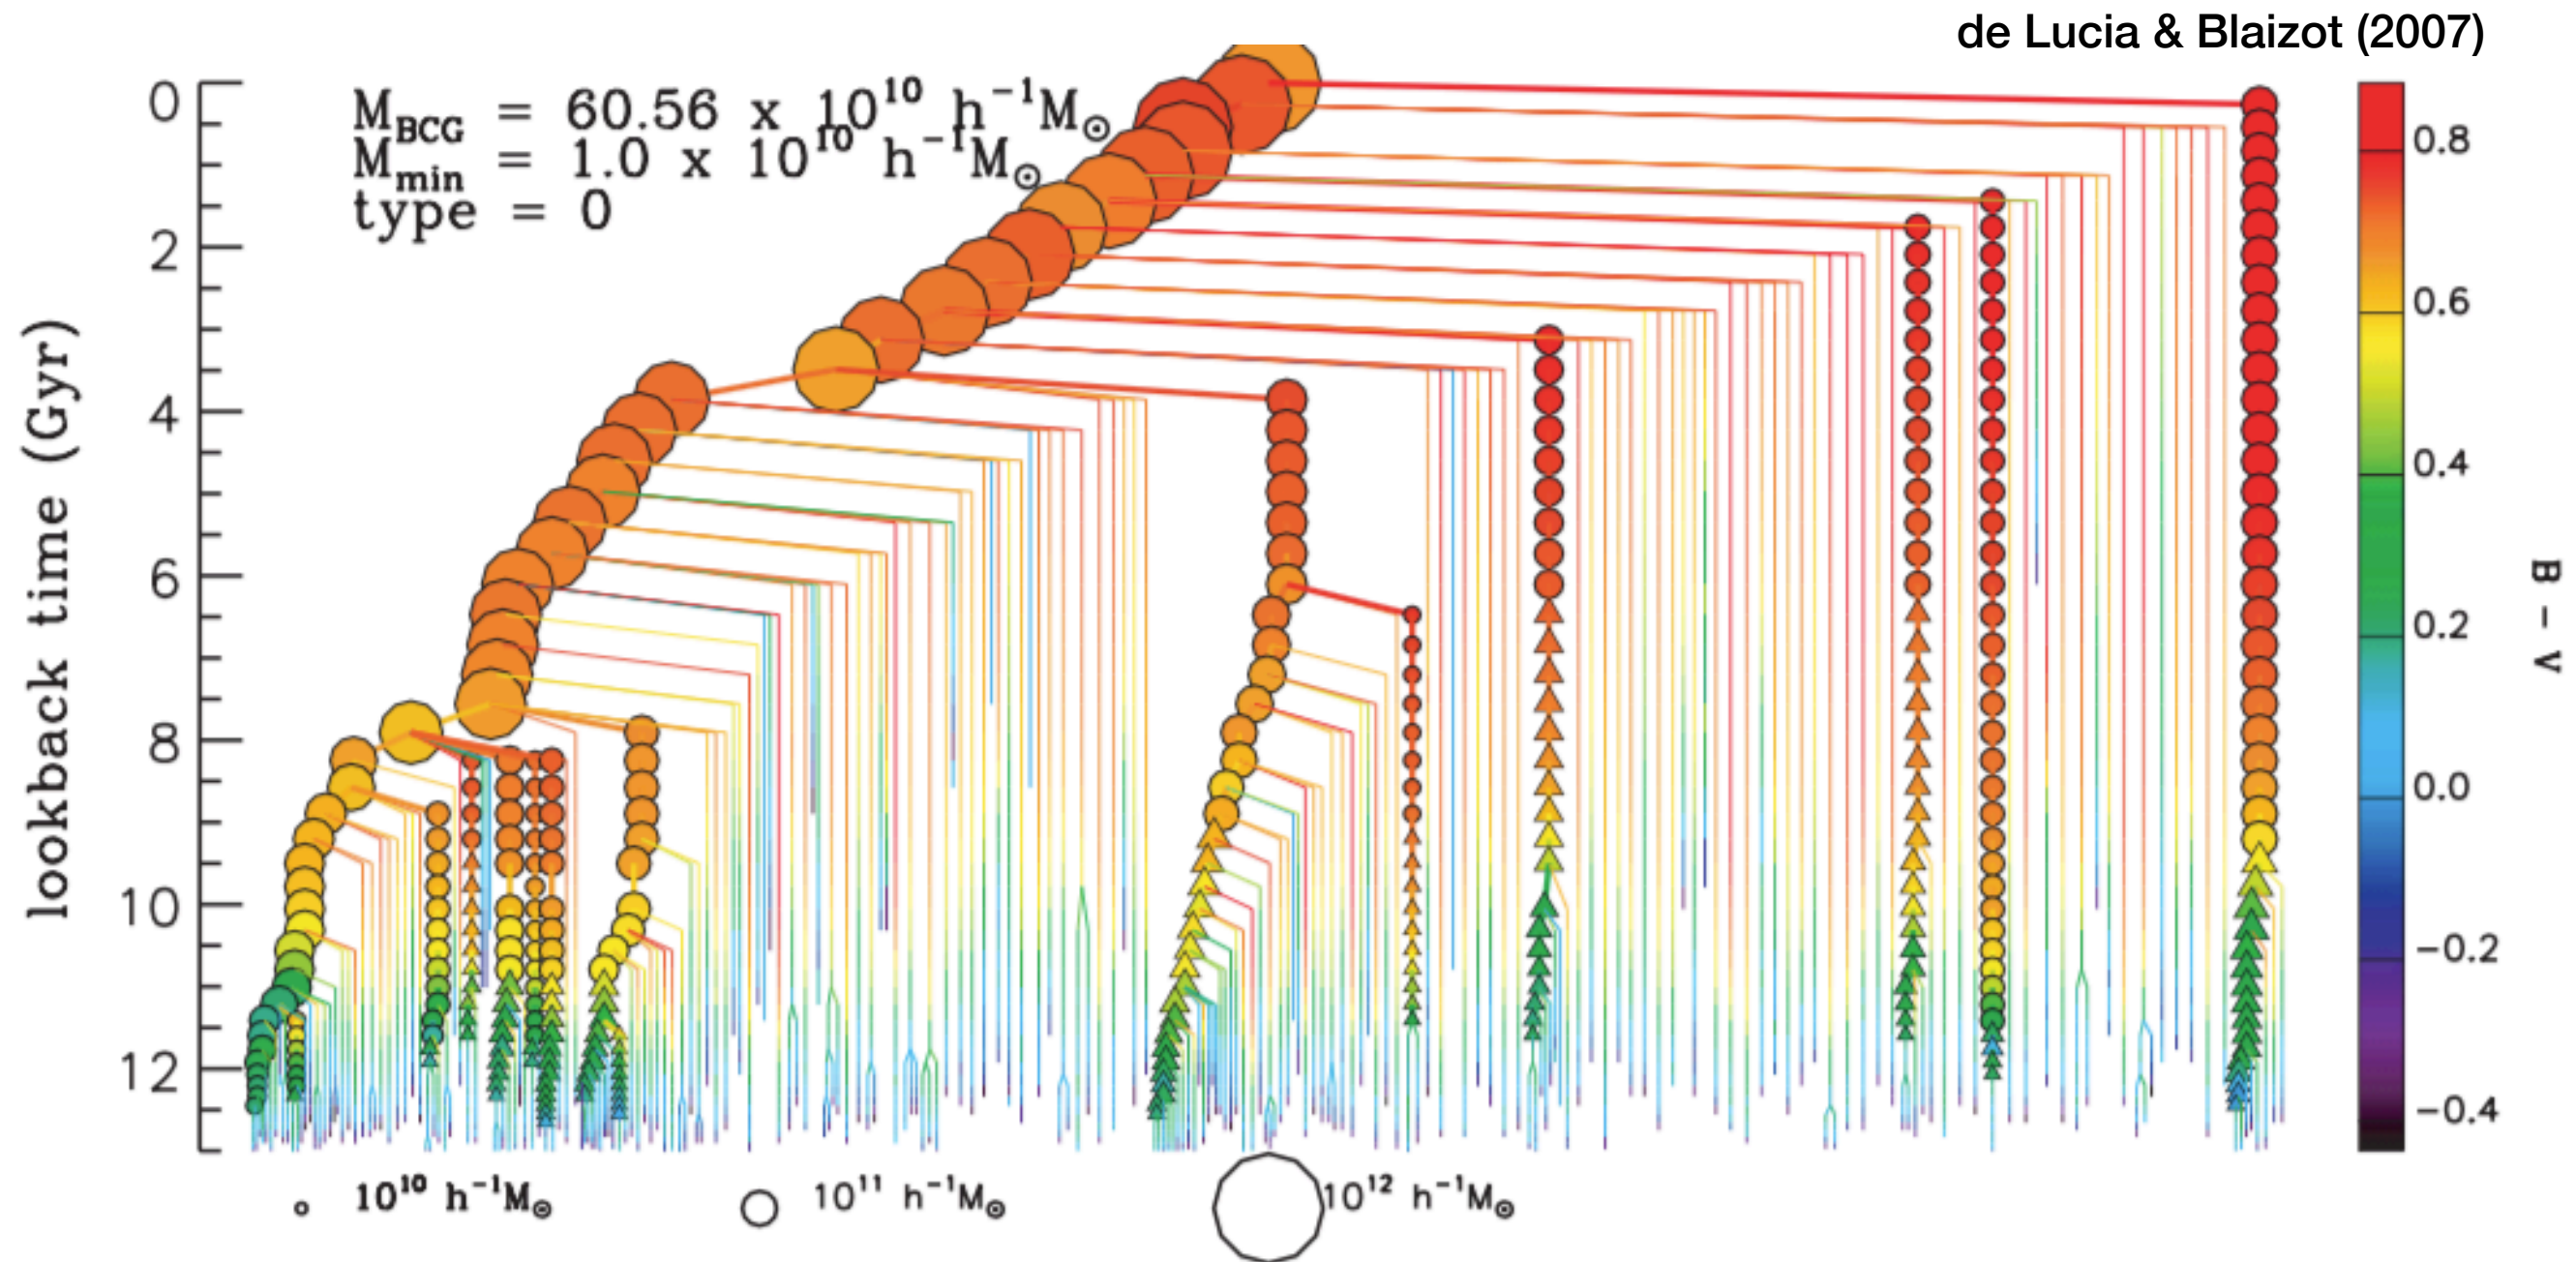 de Lucia & Blaizot (2007)
M_BCG = 60.56 x 10^10 h^-1 M_⊙
M_min = 1.0 x 10^10 h^-1 M_⊙
type = 0
lookback time (Gyr)
0
2
4
6
8
10
12
0.8
0.6
0.4
0.2
0.0
-0.2
-0.4
B - V
10^10 h^-1 M_⊙
10^11 h^-1 M_⊙
10^12 h^-1 M_⊙